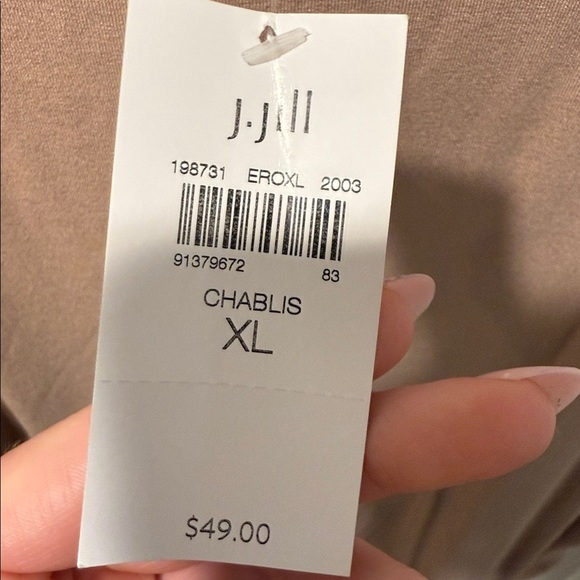 J.Jill
198731 EROXL 2003
91379672 83
CHABLIS
XL
$49.00